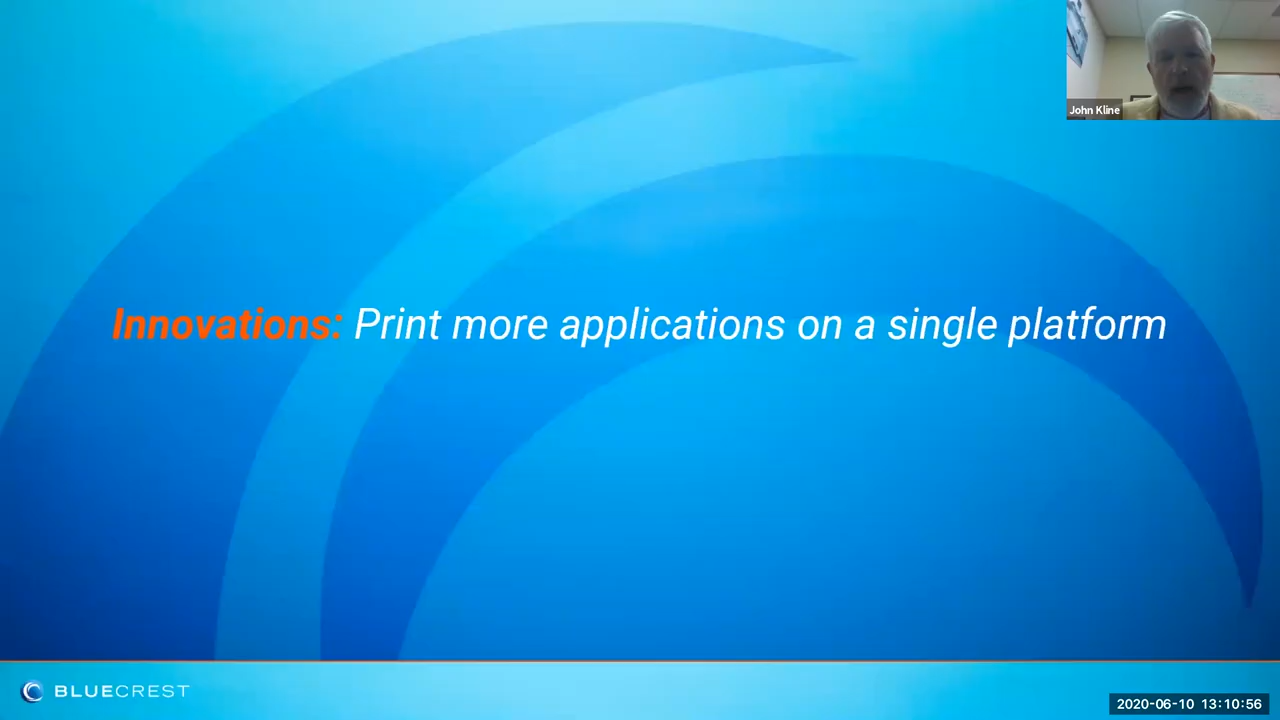 John Kline
Innovations: Print more applications on a single platform
BLUECREST
2020-06-10 13:10:56